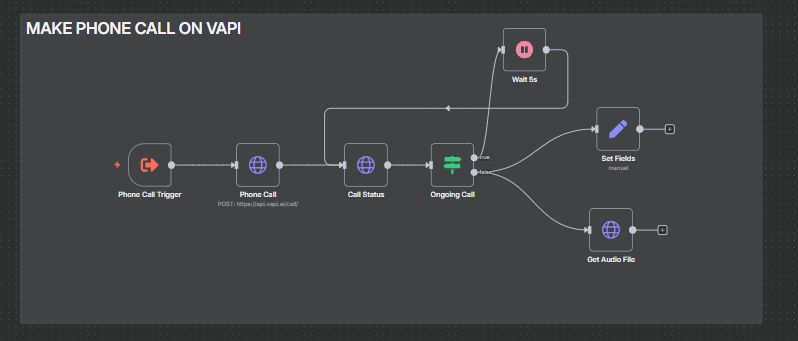 MAKE PHONE CALL ON VAPI
Wait 5s
Phone Call Trigger
Phone Call
POST: https://api.vapi.ai/call/
Call Status
Ongoing Call
true
false
Set Fields
manual
Get Audio File